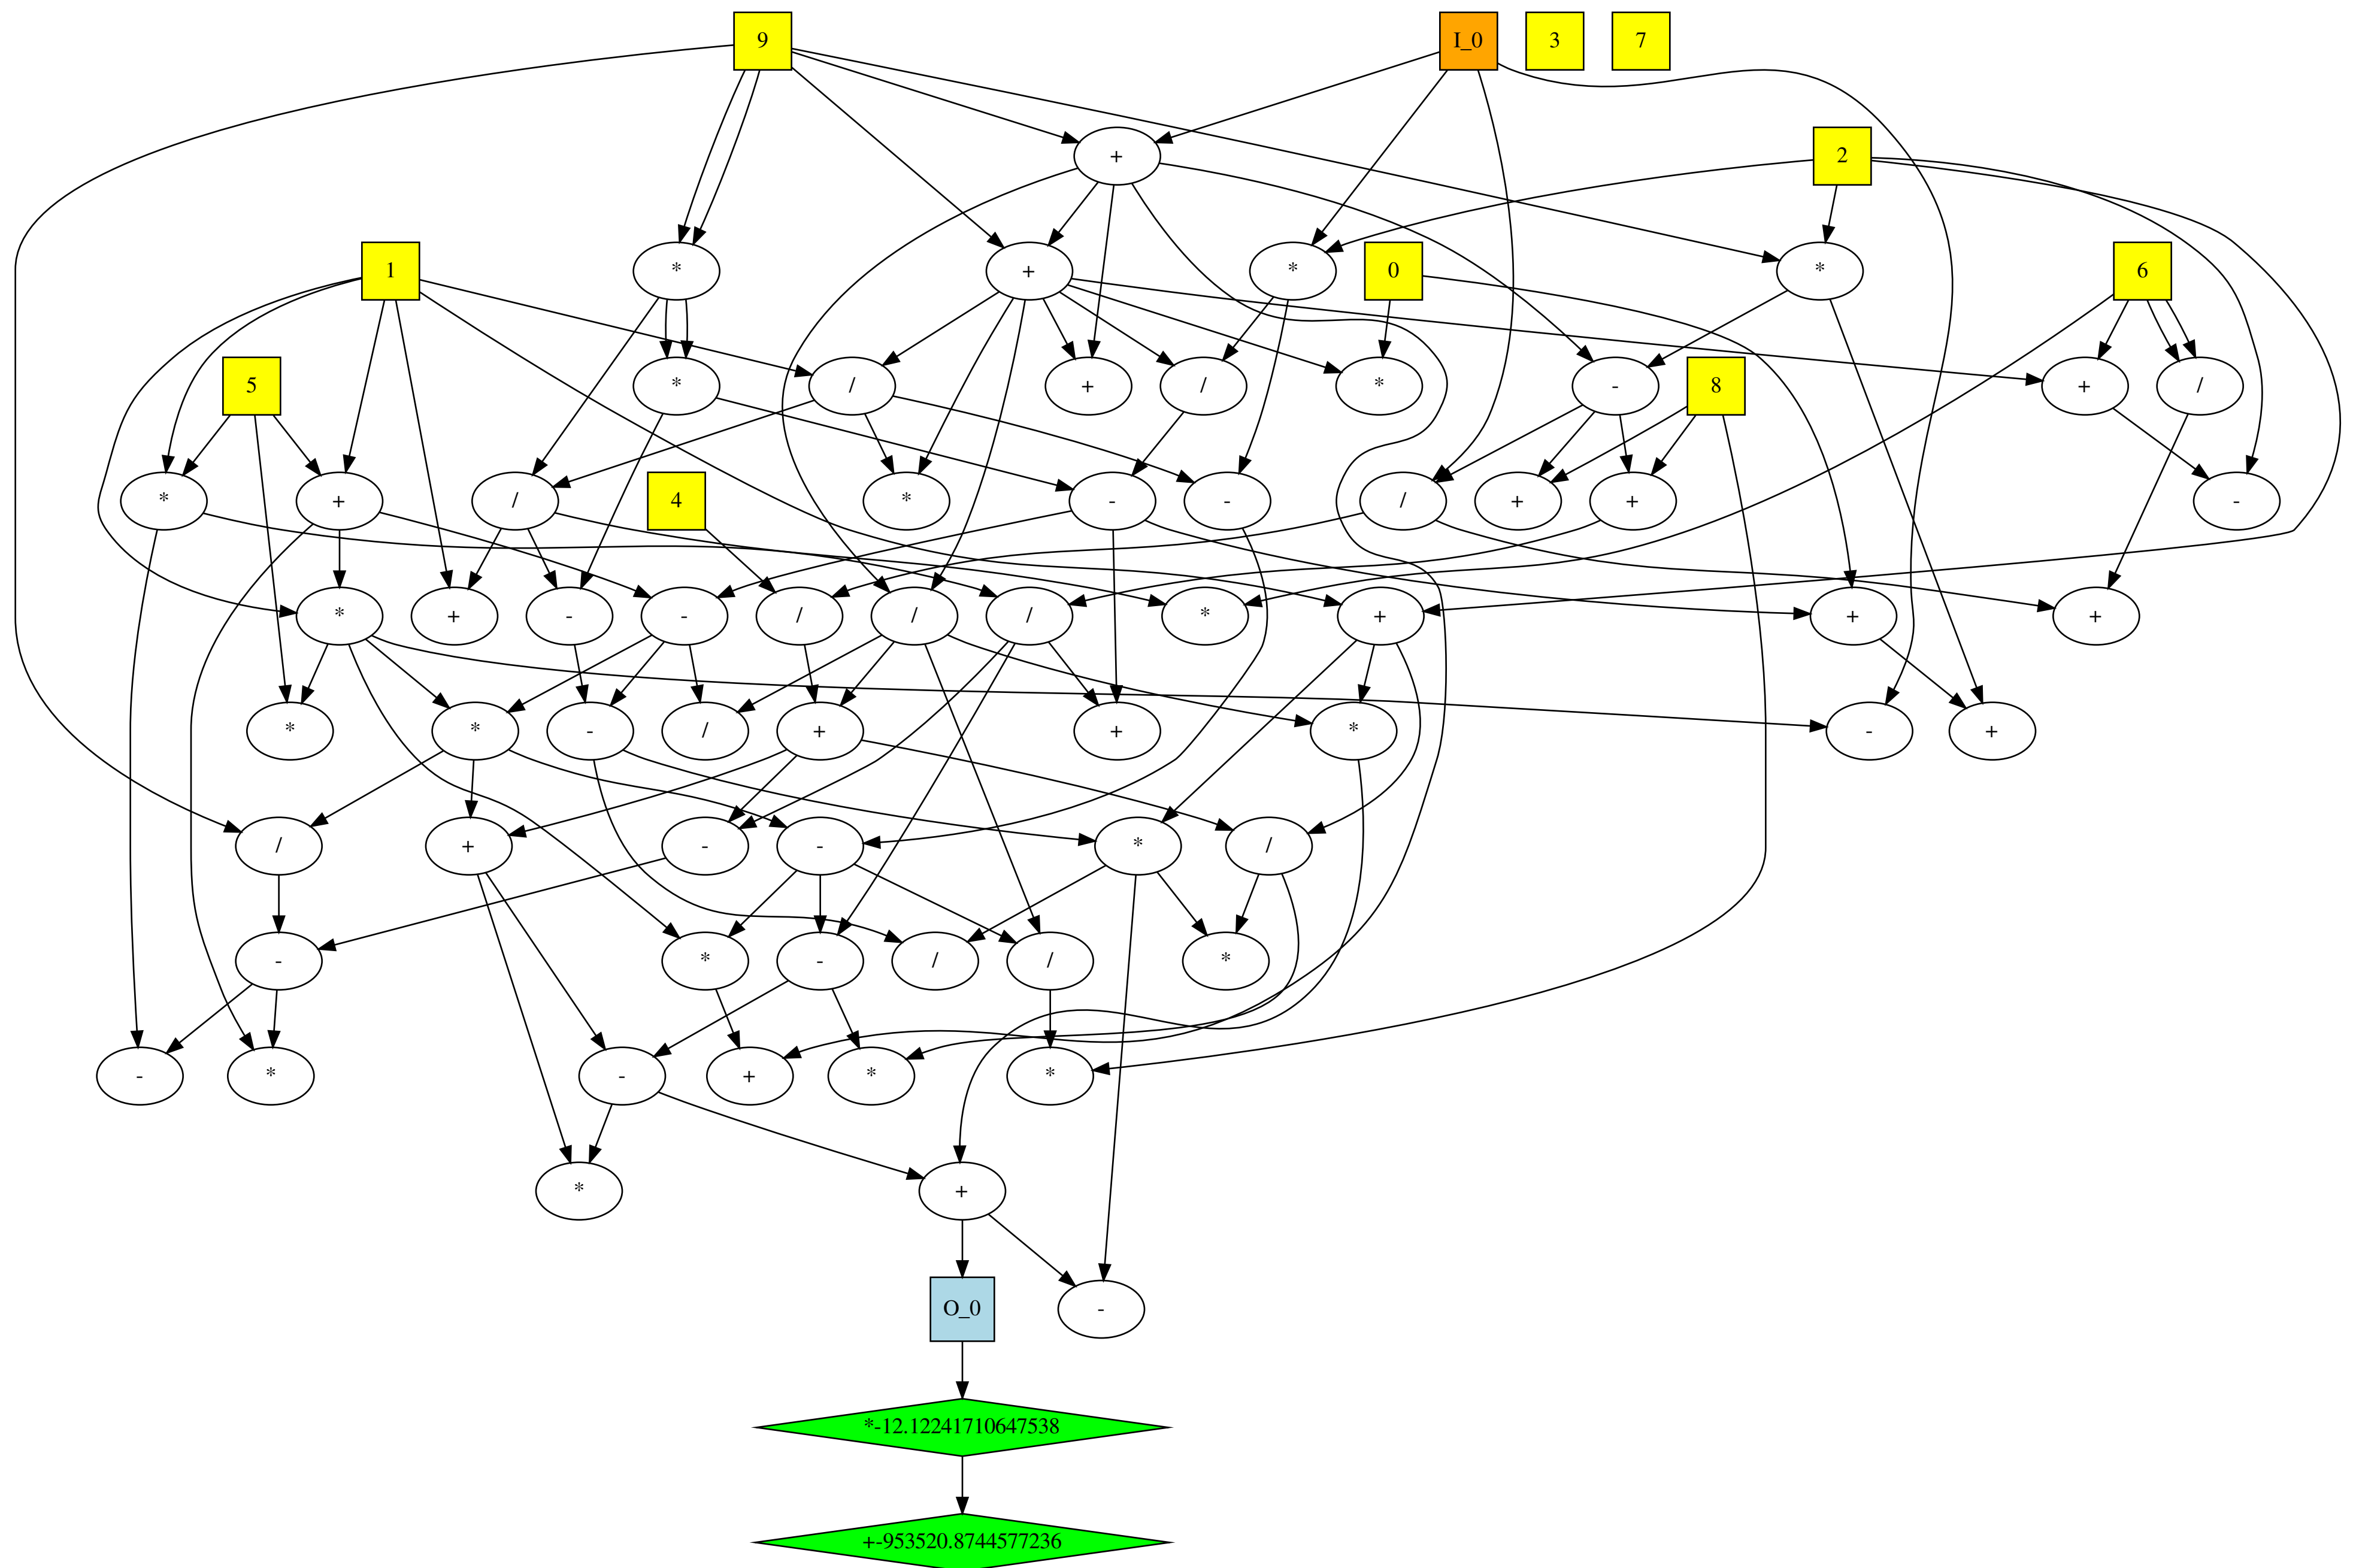 9 I_0 3 7
+ 2
1 * + * 0 * 6
5 * / + / * - 8 + /
* + / 4 * - - / + + -
* + - - / / / * + + +
* * - / + + * - +
/ + - - * /
- * - / / *
- * - + * *
* +
O_0 -
*-12.12241710647538
+-953520.8744577236